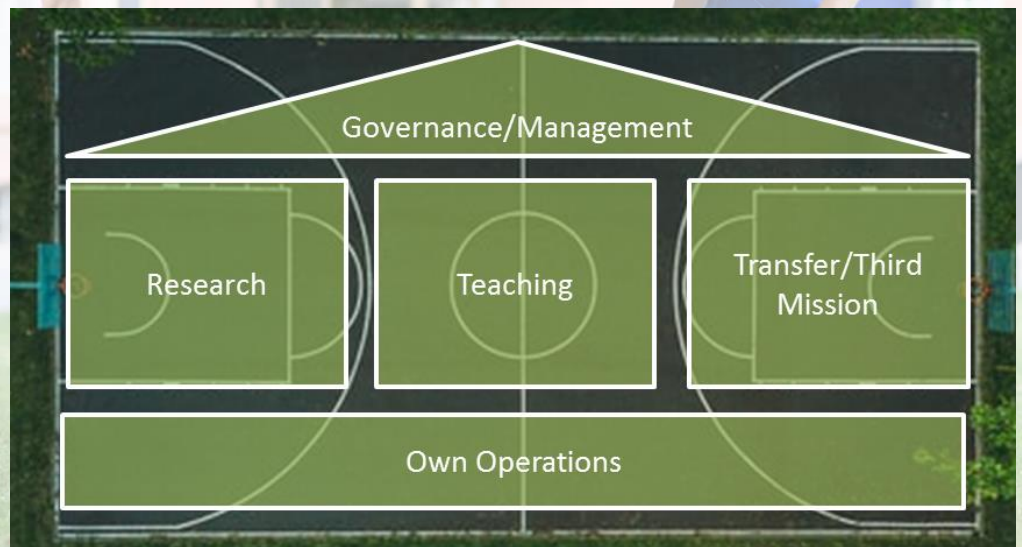 Governance/Management
Research
Teaching
Transfer/Third
Mission
Own Operations